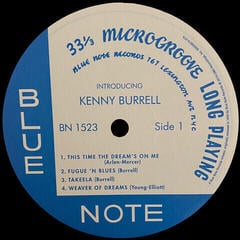 33⅓ MICROGROOVE LONG PLAYING
BLUE NOTE RECORDS 767 LEXINGTON AVE NYC
INTRODUCING
KENNY BURRELL
BN 1523 Side 1
1. THIS TIME THE DREAM'S ON ME
(Arlen-Mercer)
2. FUGUE 'N BLUES (Burrell)
3. TAKEELA (Burrell)
4. WEAVER OF DREAMS (Young-Elliott)
BLUE
NOTE